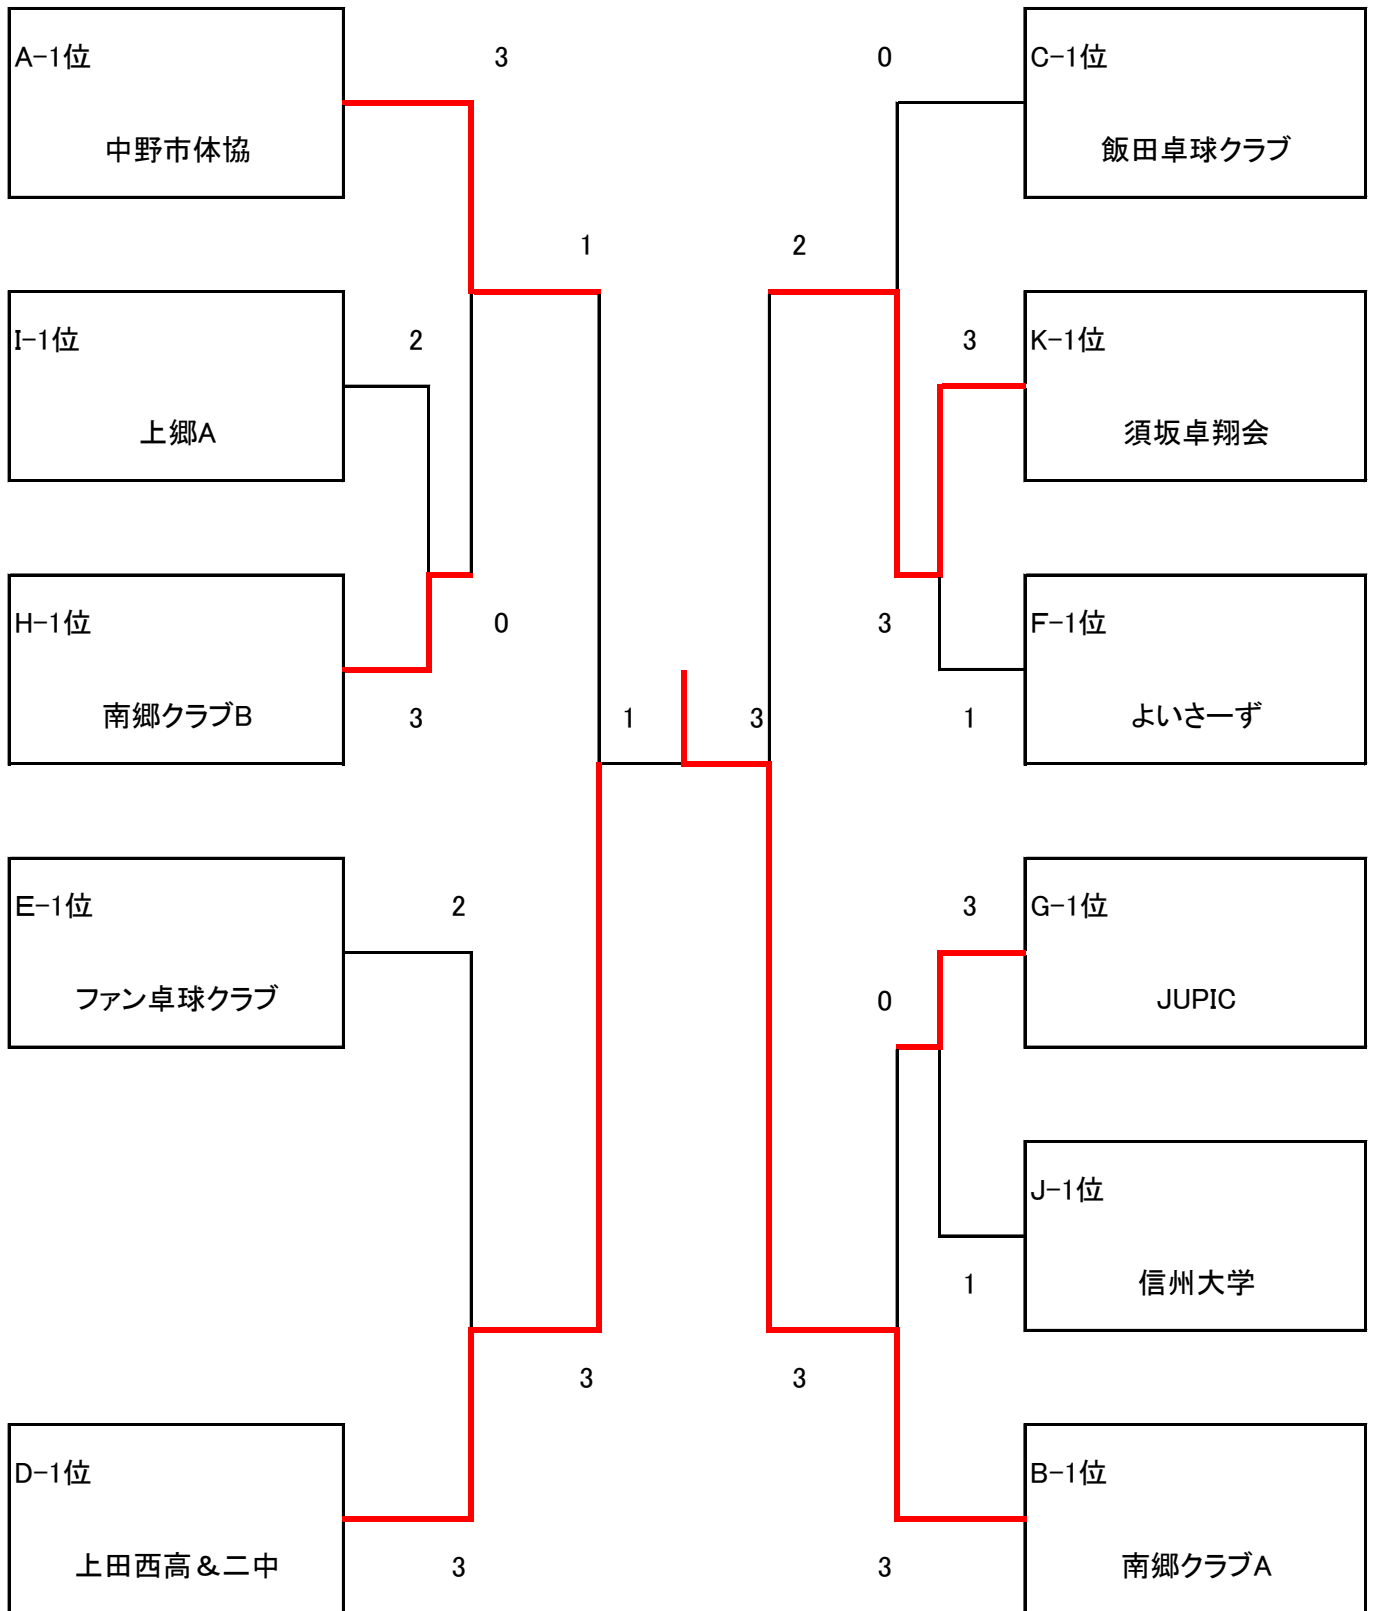 A-1位
3
0
C-1位
中野市体協
飯田卓球クラブ
1
2
I-1位
2
3
K-1位
上郷A
須坂卓翔会
H-1位
0
3
F-1位
南郷クラブB
3
1
3
1
よいさーず
E-1位
2
3
G-1位
ファン卓球クラブ
0
JUPIC
J-1位
1
信州大学
3
3
D-1位
B-1位
上田西高&二中
3
3
南郷クラブA